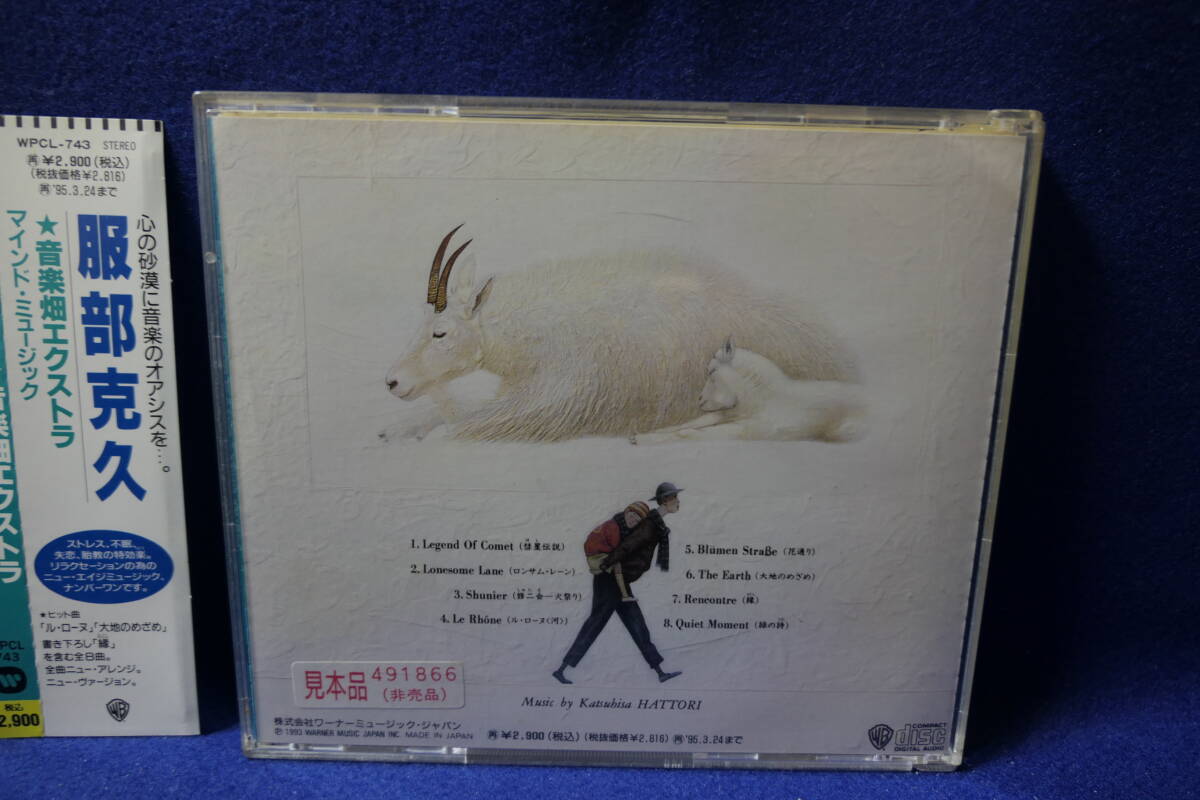 WPCL-743 STEREO
再¥2,900(税込)
(税抜価格¥2,816)
再'95.3.24まで
心の砂漠に音楽のオアシスを…。
服部克久
★音楽畑エクストラ
マインド・ミュージック
ストレス、不眠、
失恋、胎教の特効薬。
リラクセーションの為の
ニュー・エイジミュージック、
ナンバーワンです。
★ヒット曲
「ル・ローヌ」「大地のめざめ」
書き下ろし「縁」
を含む全8曲。
全曲ニュー・アレンジ。
ニュー・ヴァージョン。
音楽畑エクストラ
PCL
743
税込
2,900
1. Legend Of Comet (彗星伝説)
2. Lonesome Lane (ロンサム・レーン)
3. Shunier (修二会—火祭り)
4. Le Rhône (ル・ローヌ〈河〉)
5. Blümen Straße (花通り)
6. The Earth (大地のめざめ)
7. Rencontre (縁)
8. Quiet Moment (緑の詩)
見本品 491866
(非売品)
Music by Katsuhisa HATTORI
株式会社ワーナーミュージック・ジャパン
Ⓟ 1993 WARNER MUSIC JAPAN INC. MADE IN JAPAN
再¥2,900(税込)(税抜価格¥2,816)再'95.3.24まで
COMPACT
disc
DIGITAL AUDIO